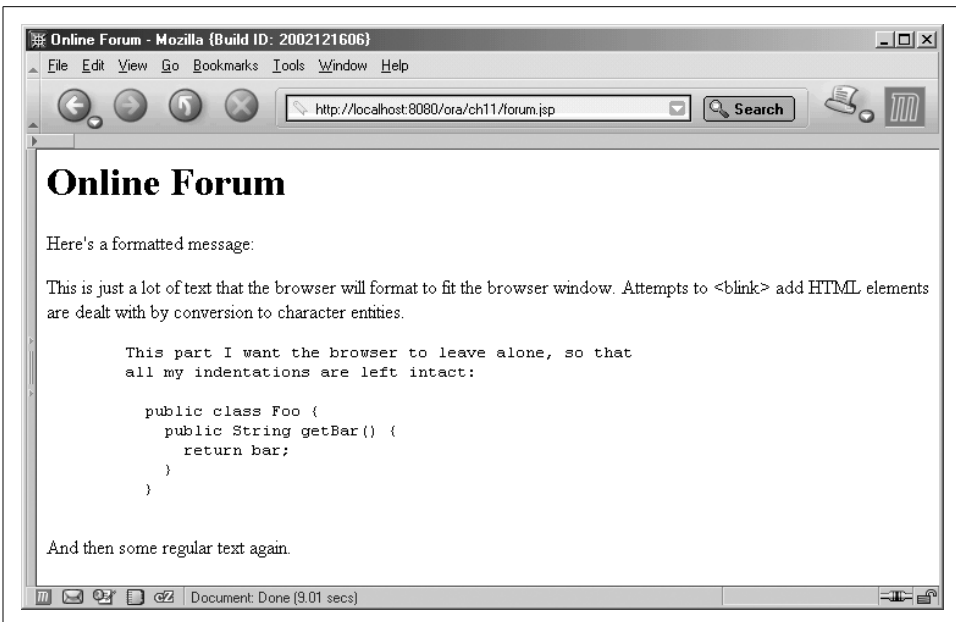 Online Forum - Mozilla {Build ID: 2002121606}
File Edit View Go Bookmarks Tools Window Help
http://localhost:8080/ora/ch11/forum.jsp
Search
Online Forum
Here's a formatted message:
This is just a lot of text that the browser will format to fit the browser window. Attempts to <blink> add HTML elements
are dealt with by conversion to character entities.
This part I want the browser to leave alone, so that
all my indentations are left intact:
public class Foo {
public String getBar() {
return bar;
}
}
And then some regular text again.
Document: Done (9.01 secs)